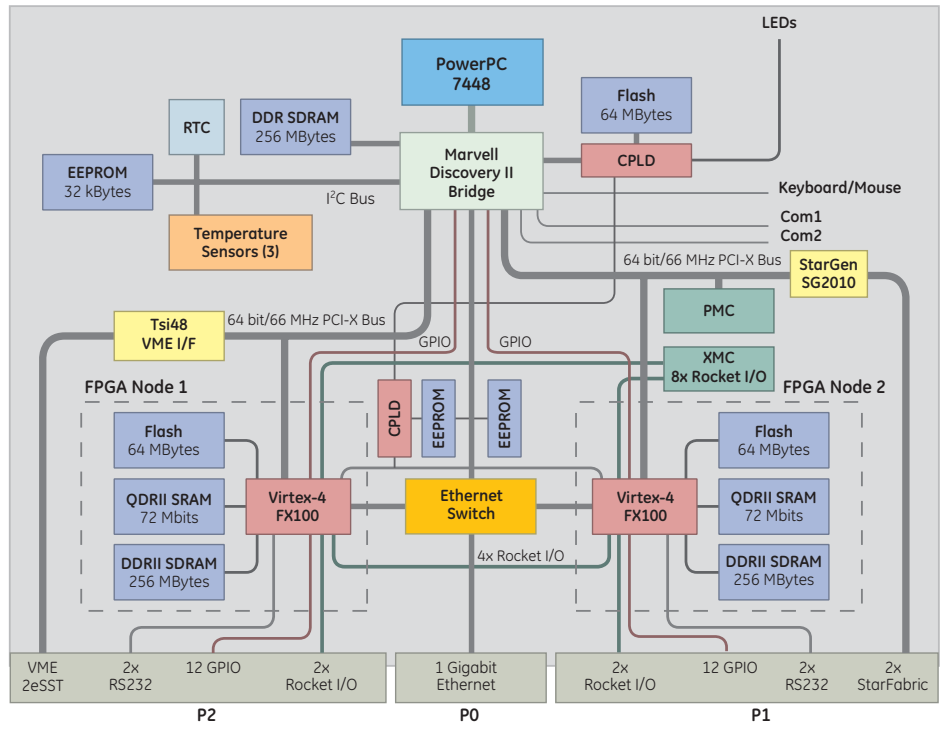 LEDs
PowerPC
7448
Flash
64 MBytes
RTC
DDR SDRAM
256 MBytes
Marvell
Discovery II
Bridge
CPLD
EEPROM
32 kBytes
I²C Bus
Keyboard/Mouse
Com1
Com2
Temperature
Sensors (3)
64 bit/66 MHz PCI-X Bus
StarGen
SG2010
PMC
Tsi48
VME I/F
64 bit/66 MHz PCI-X Bus
GPIO
GPIO
XMC
8x Rocket I/O
FPGA Node 1
FPGA Node 2
CPLD
EEPROM
EEPROM
Flash
64 MBytes
QDRII SRAM
72 Mbits
DDRII SDRAM
256 MBytes
Virtex-4
FX100
Ethernet
Switch
Virtex-4
FX100
Flash
64 MBytes
QDRII SRAM
72 Mbits
DDRII SDRAM
256 MBytes
4x Rocket I/O
VME
2eSST
2x
RS232
12 GPIO
2x
Rocket I/O
1 Gigabit
Ethernet
2x
Rocket I/O
12 GPIO
2x
RS232
2x
StarFabric
P2
P0
P1